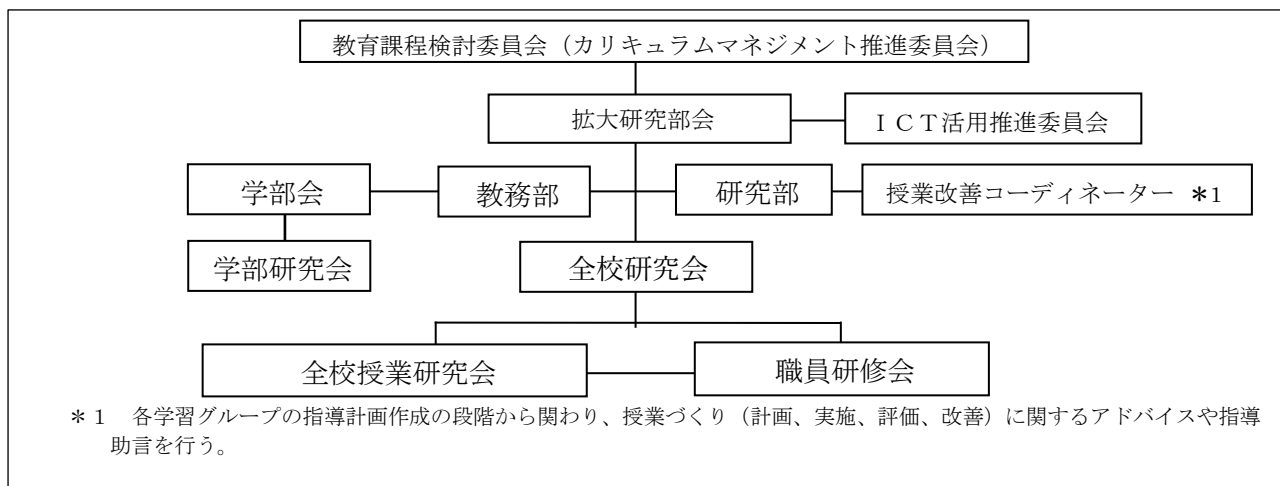 教育課程検討委員会（カリキュラムマネジメント推進委員会）
拡大研究部会
ＩＣＴ活用推進委員会
学部会
教務部
研究部
授業改善コーディネーター　＊1
学部研究会
全校研究会
全校授業研究会
職員研修会
＊１　各学習グループの指導計画作成の段階から関わり、授業づくり（計画、実施、評価、改善）に関するアドバイスや指導
助言を行う。